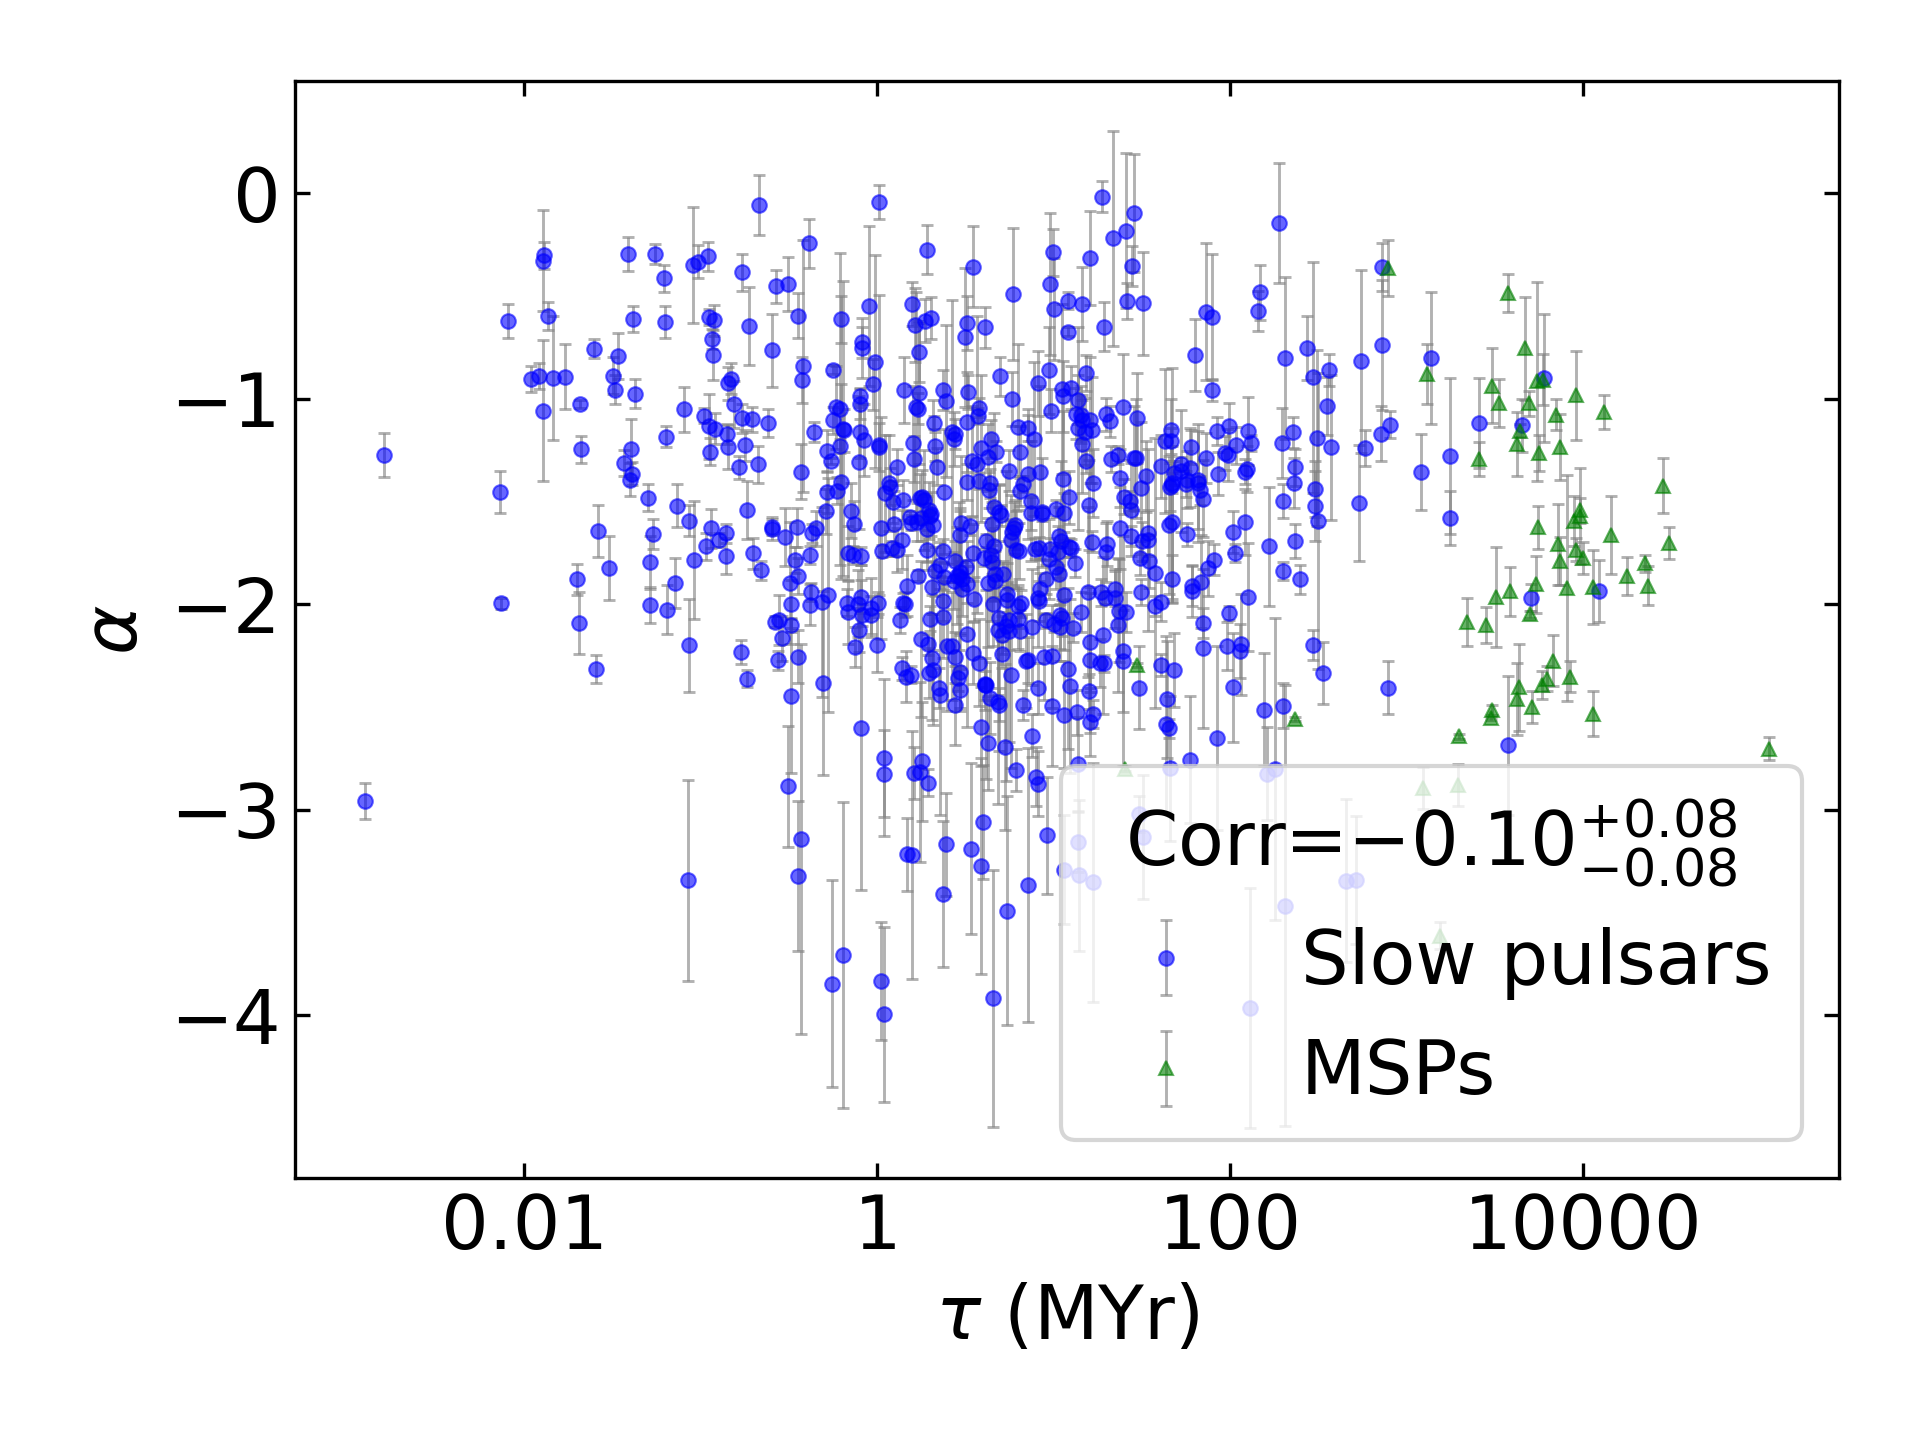 0
−1
−2
−3
−4
α
0.01 1 100 10000
τ (MYr)
Corr=−0.10 +0.08 −0.08
Slow pulsars
MSPs